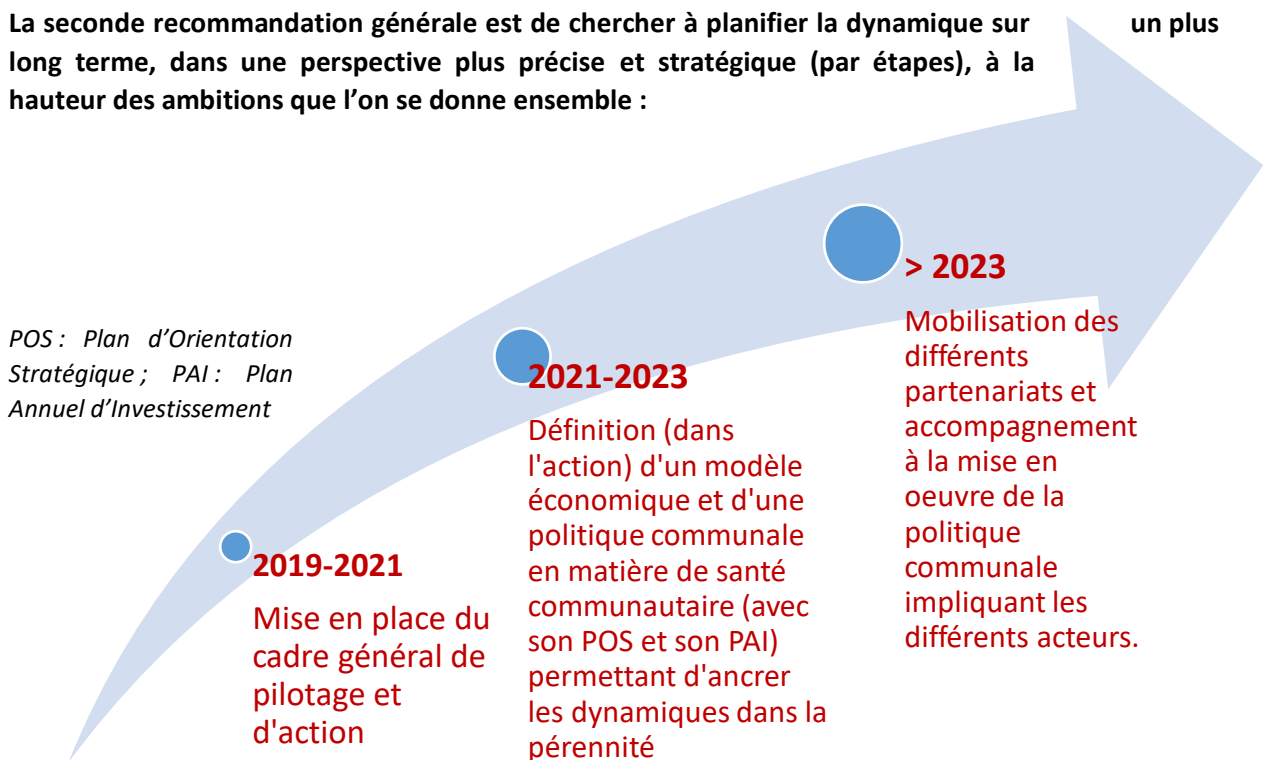 La seconde recommandation générale est de chercher à planifier la dynamique sur un plus
long terme, dans une perspective plus précise et stratégique (par étapes), à la
hauteur des ambitions que l’on se donne ensemble :
POS : Plan d’Orientation
Stratégique ; PAI : Plan
Annuel d’Investissement
2019-2021
Mise en place du
cadre général de
pilotage et
d'action
2021-2023
Définition (dans
l'action) d'un modèle
économique et d'une
politique communale
en matière de santé
communautaire (avec
son POS et son PAI)
permettant d'ancrer
les dynamiques dans la
pérennité
> 2023
Mobilisation des
différents
partenariats et
accompagnement
à la mise en
oeuvre de la
politique
communale
impliquant les
différents acteurs.